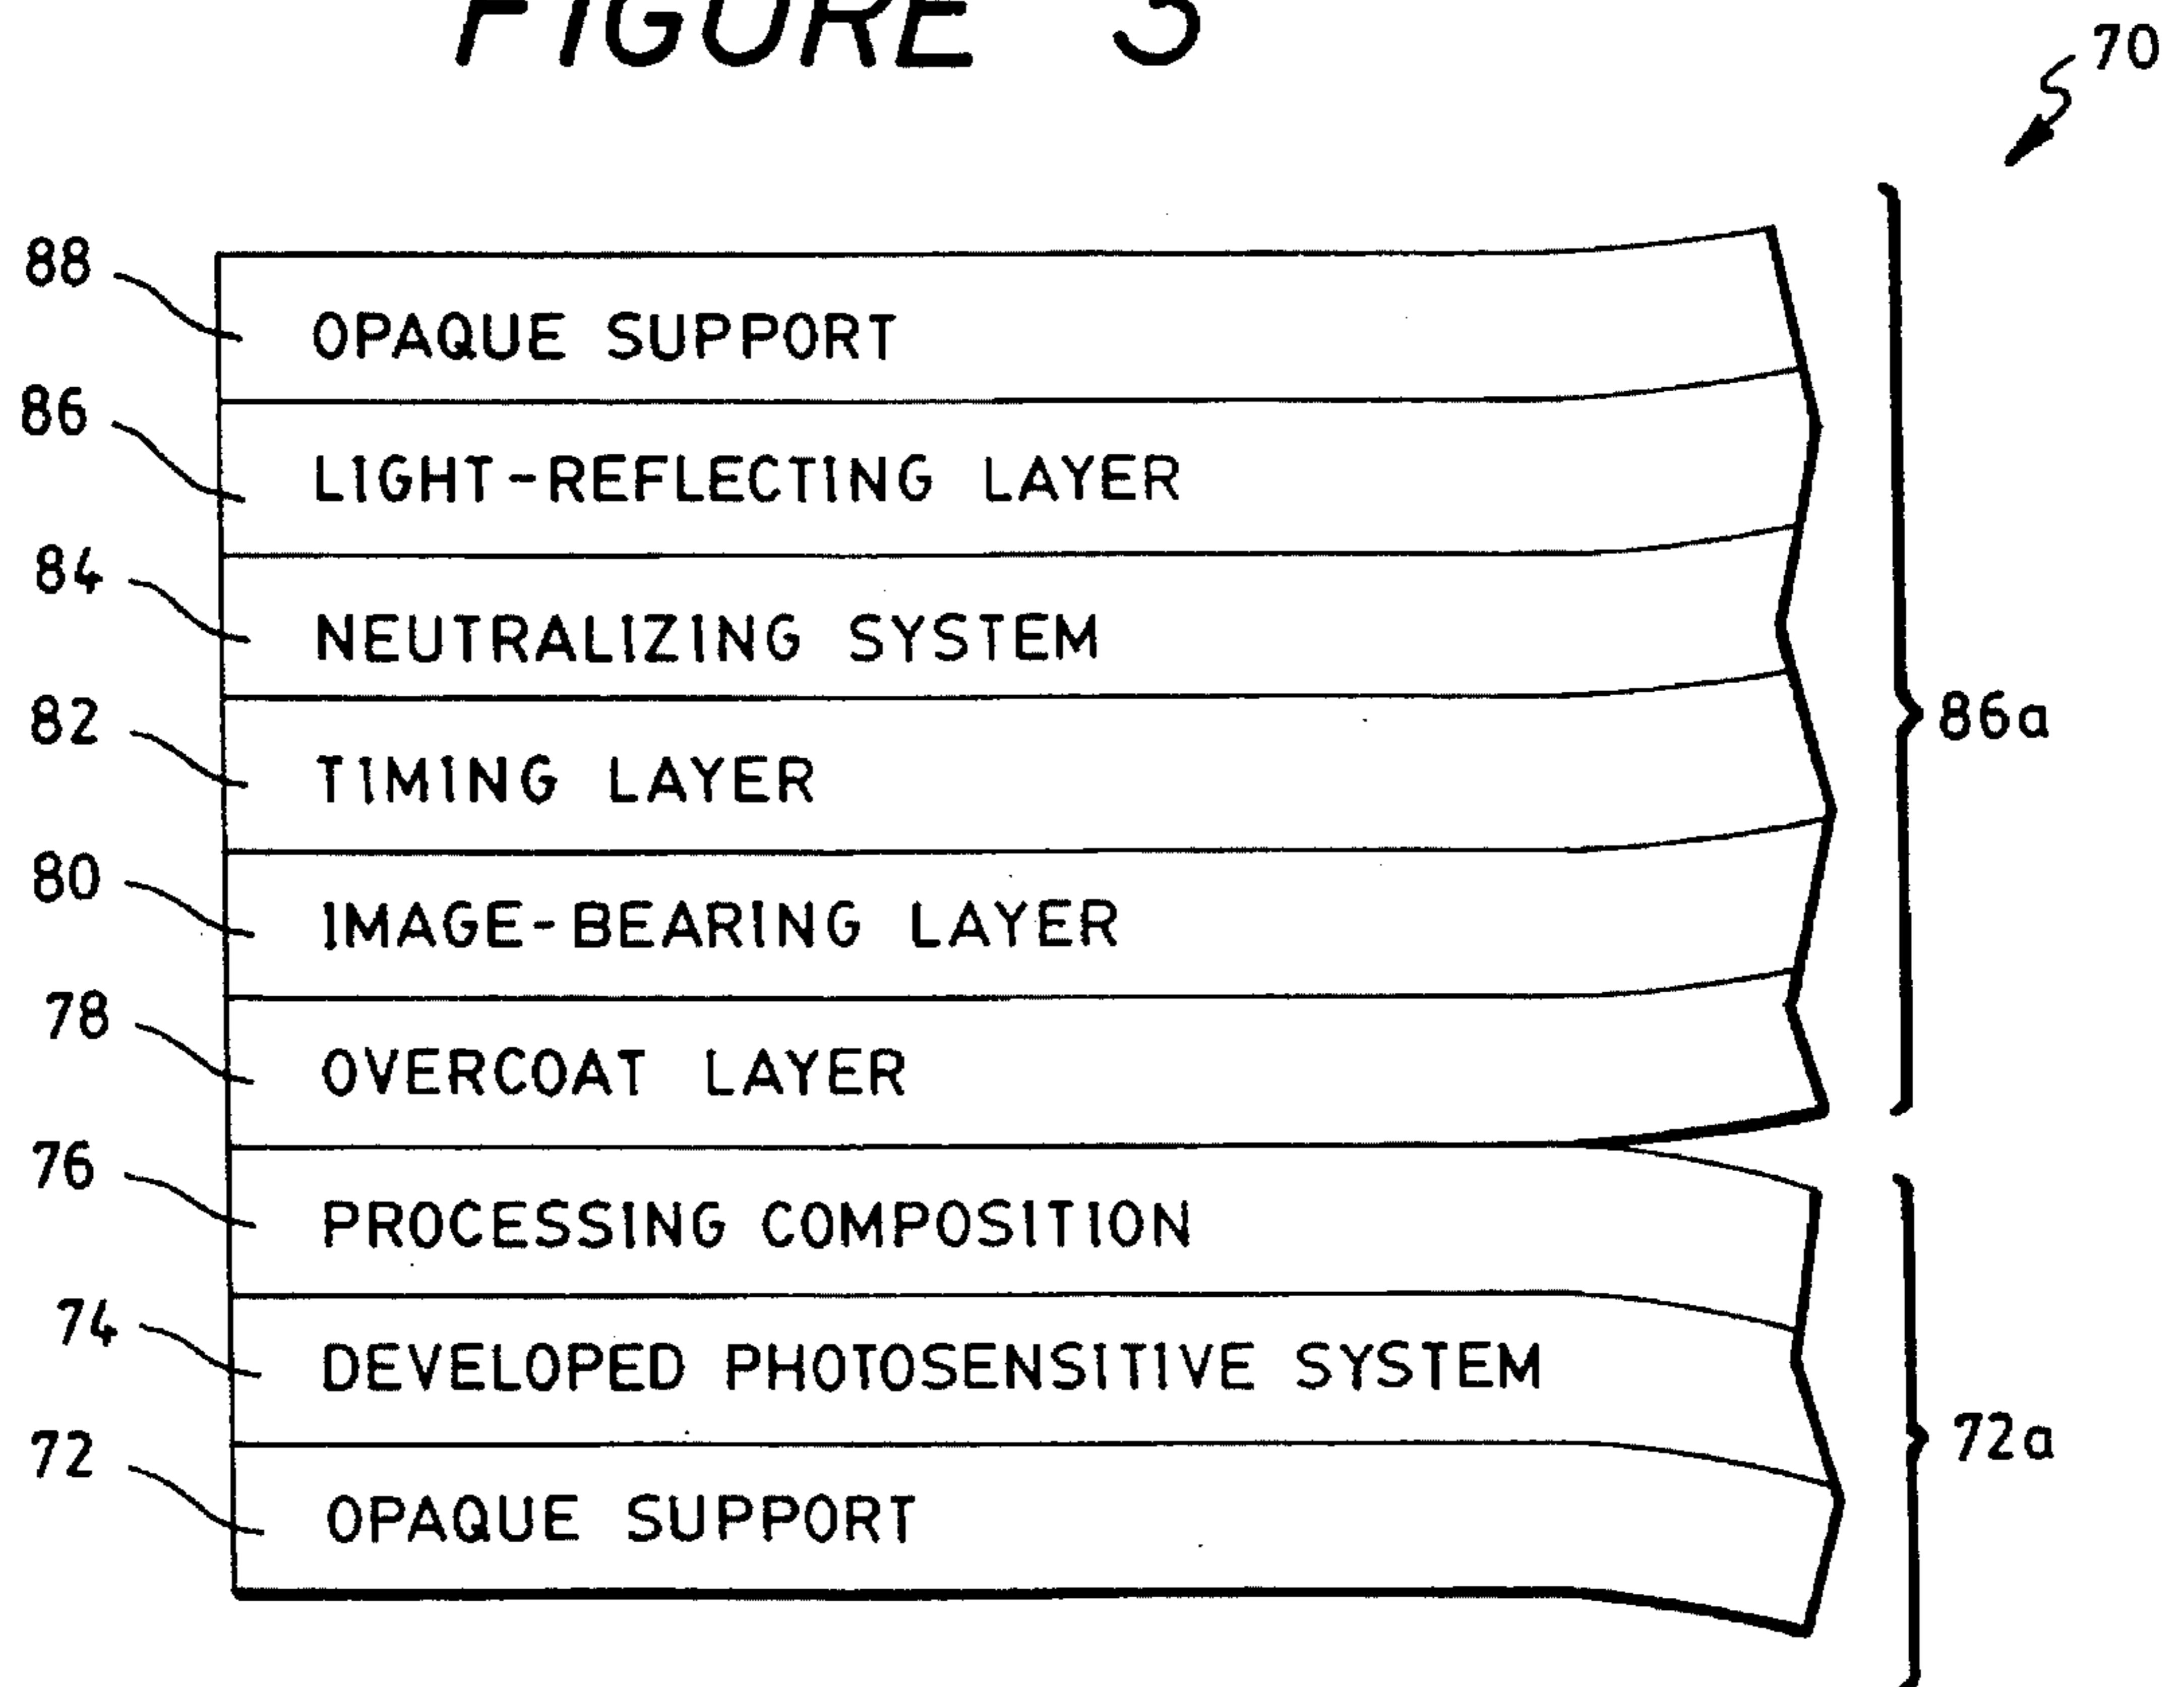 FIGURE 3
70
88
OPAQUE SUPPORT
86
LIGHT-REFLECTING LAYER
84
NEUTRALIZING SYSTEM
82
TIMING LAYER
86a
80
IMAGE-BEARING LAYER
78
OVERCOAT LAYER
76
PROCESSING COMPOSITION
74
DEVELOPED PHOTOSENSITIVE SYSTEM
72
OPAQUE SUPPORT
72a